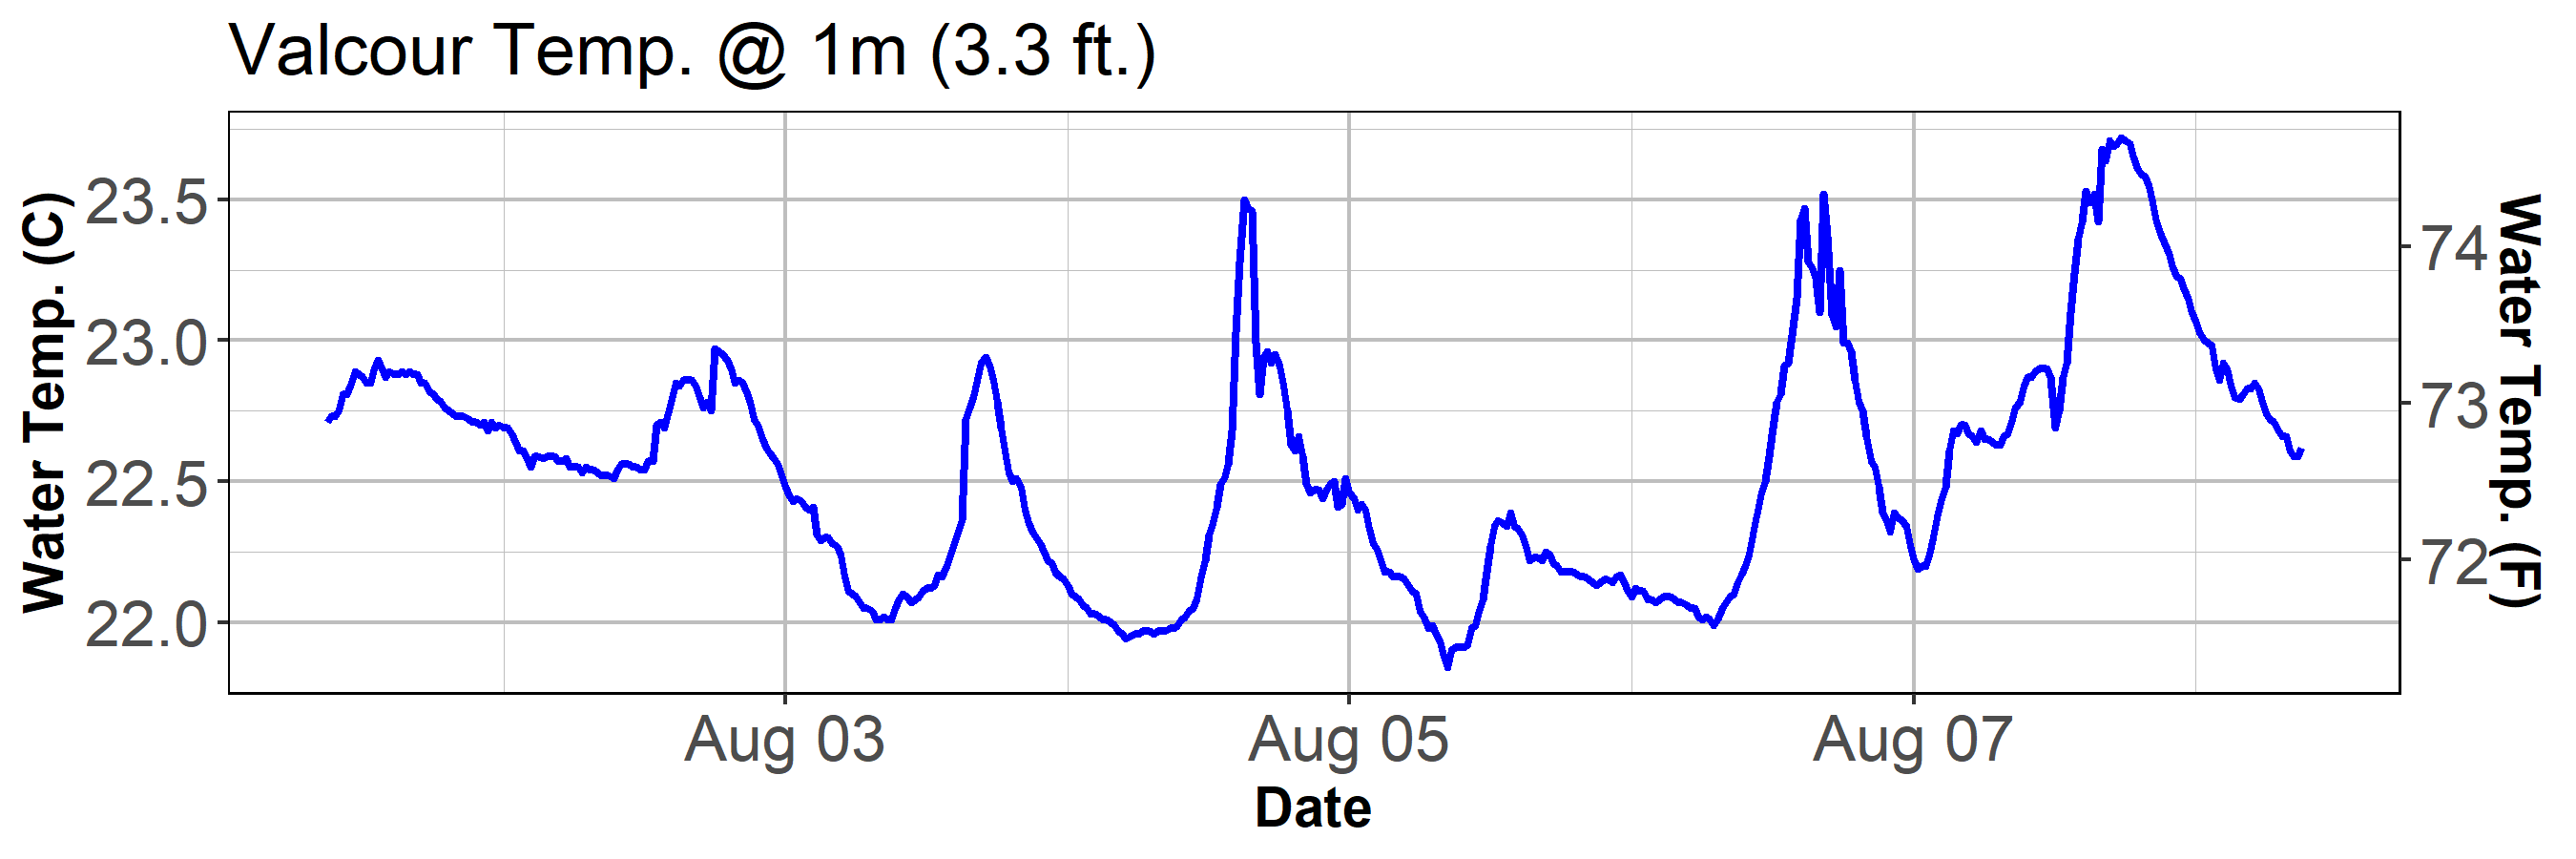 Valcour Temp. @ 1m (3.3 ft.)
Water Temp. (C)
23.5
23.0
22.5
22.0
74
73
72
Water Temp. (F)
Aug 03 Aug 05 Aug 07
Date